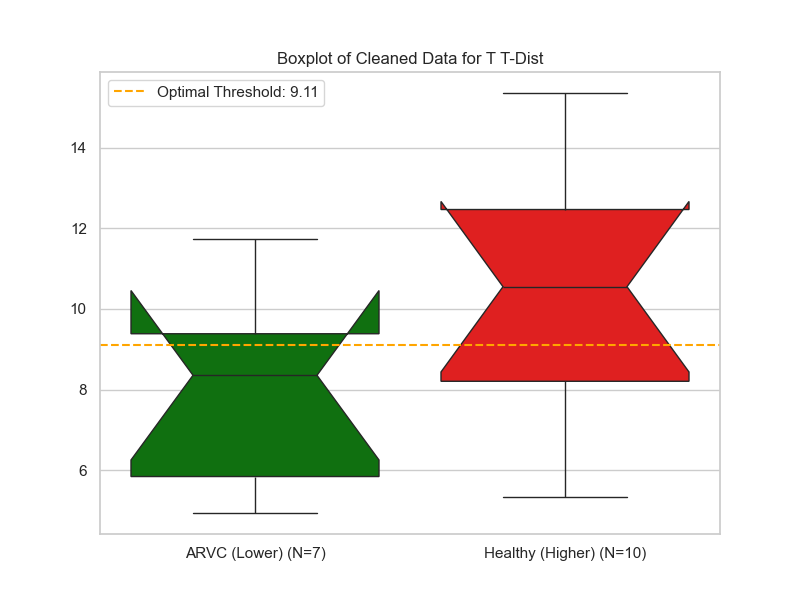 Boxplot of Cleaned Data for T T-Dist
Optimal Threshold: 9.11
14
12
10
8
6
ARVC (Lower) (N=7)
Healthy (Higher) (N=10)